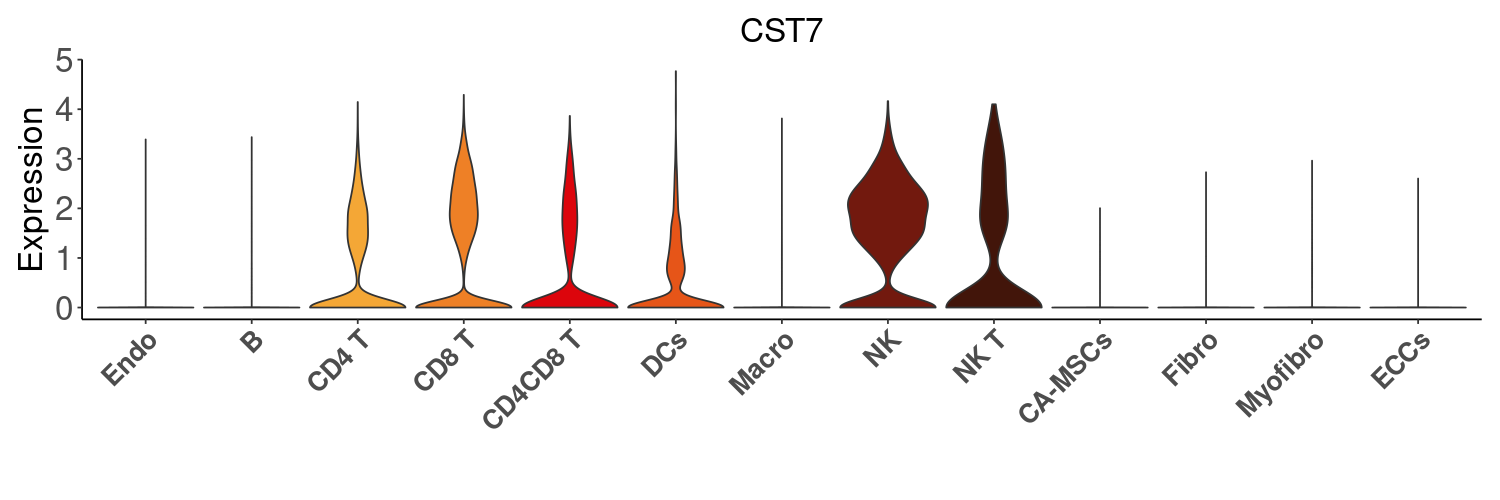 CST7
Expression
5
4
3
2
1
0
Endo
B
CD4 T
CD8 T
CD4CD8 T
DCs
Macro
NK
NK T
CA-MSCs
Fibro
Myofibro
ECCs